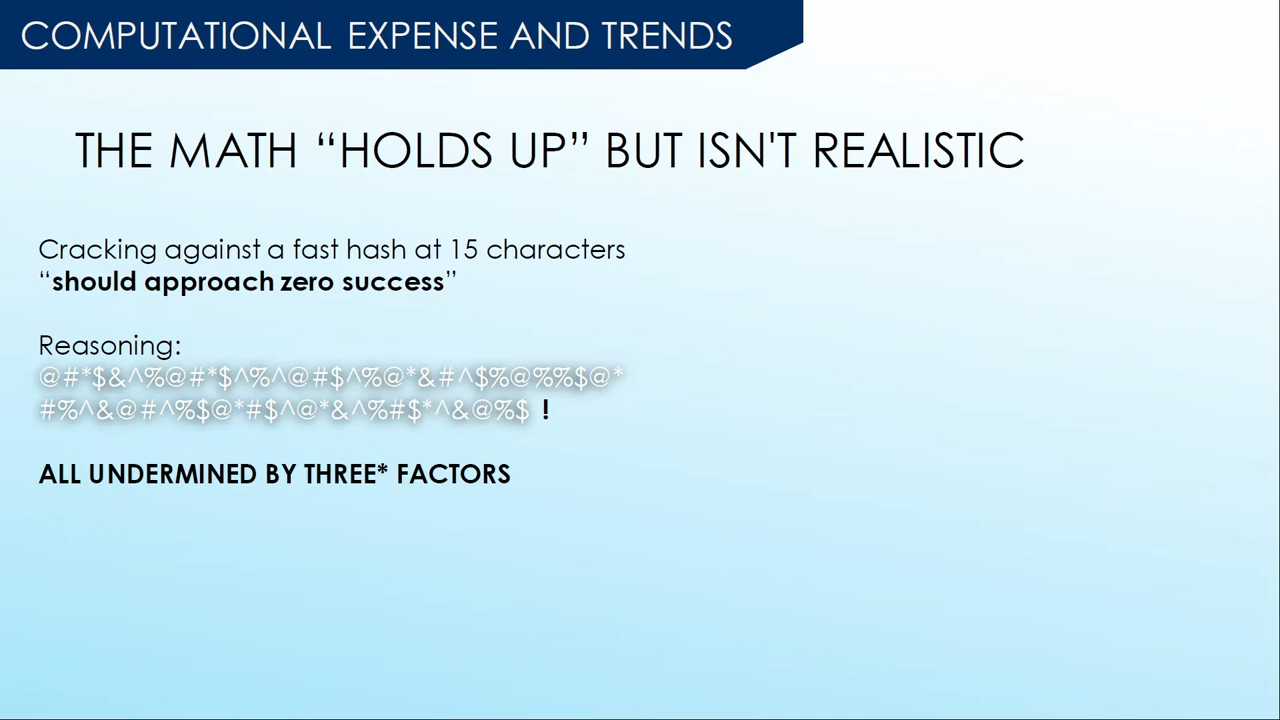 COMPUTATIONAL EXPENSE AND TRENDS
THE MATH “HOLDS UP” BUT ISN'T REALISTIC
Cracking against a fast hash at 15 characters
“should approach zero success”
Reasoning:
@#*$&^%@#*$^%^@#$^%@*&#^$%@%%$@*
#%^&@#^%$@*#$^@*&^%#$*^&@%$ !
ALL UNDERMINED BY THREE* FACTORS